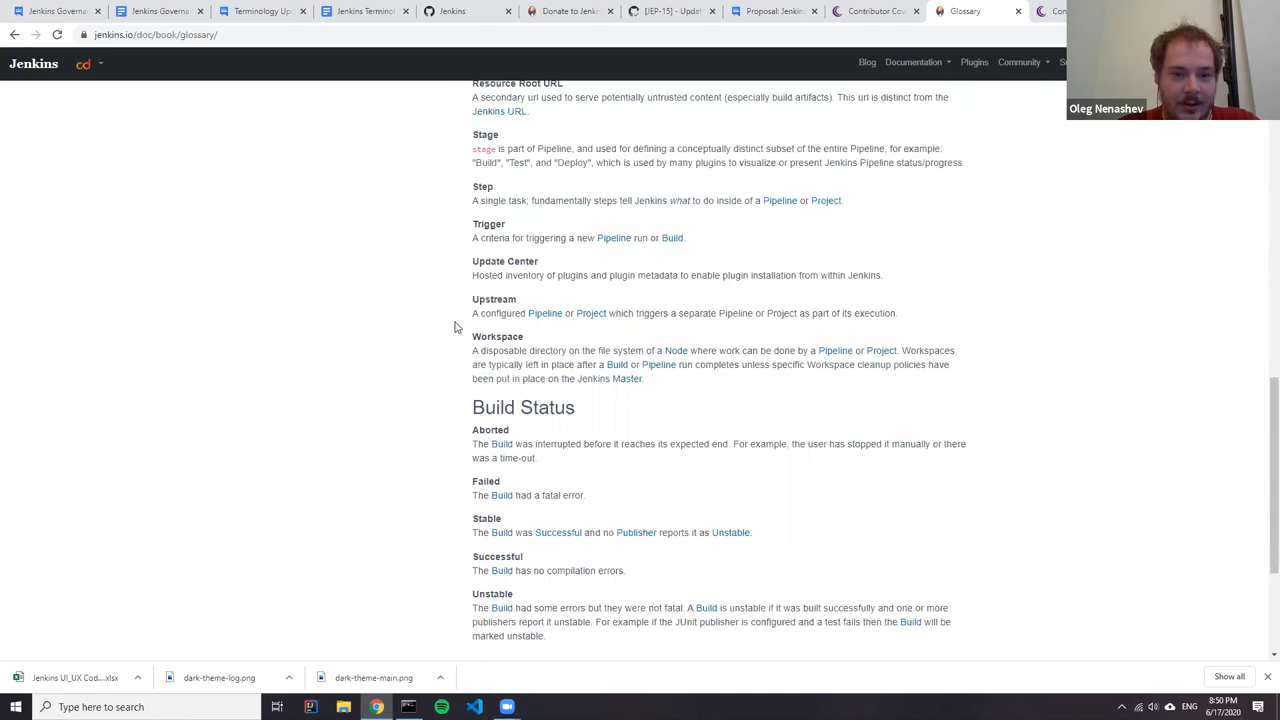 Jenkins Governa
Jenkins Governa
Terminology Up
Jenkins Terminol
Jenkins
Donate to Jenkin
[JEP-15] - Updat
Proposal: Pipeline
Contributor Cov
Glossary
Con
jenkins.io/doc/book/glossary/
Jenkins
cd
Blog
Documentation
Plugins
Community
Oleg Nenashev
Resource Root URL
A secondary url used to serve potentially untrusted content (especially build artifacts). This url is distinct from the
Jenkins URL.
Stage
stage is part of Pipeline, and used for defining a conceptually distinct subset of the entire Pipeline, for example:
"Build", "Test", and "Deploy", which is used by many plugins to visualize or present Jenkins Pipeline status/progress.
Step
A single task; fundamentally steps tell Jenkins what to do inside of a Pipeline or Project.
Trigger
A criteria for triggering a new Pipeline run or Build.
Update Center
Hosted inventory of plugins and plugin metadata to enable plugin installation from within Jenkins.
Upstream
A configured Pipeline or Project which triggers a separate Pipeline or Project as part of its execution.
Workspace
A disposable directory on the file system of a Node where work can be done by a Pipeline or Project. Workspaces
are typically left in place after a Build or Pipeline run completes unless specific Workspace cleanup policies have
been put in place on the Jenkins Master.
Build Status
Aborted
The Build was interrupted before it reaches its expected end. For example, the user has stopped it manually or there
was a time-out.
Failed
The Build had a fatal error.
Stable
The Build was Successful and no Publisher reports it as Unstable.
Successful
The Build has no compilation errors.
Unstable
The Build had some errors but they were not fatal. A Build is unstable if it was built successfully and one or more
publishers report it unstable. For example if the JUnit publisher is configured and a test fails then the Build will be
marked unstable.
Jenkins UI_UX Cod....xlsx
dark-theme-log.png
dark-theme-main.png
Show all
Type here to search
ENG
8:50 PM
6/17/2020